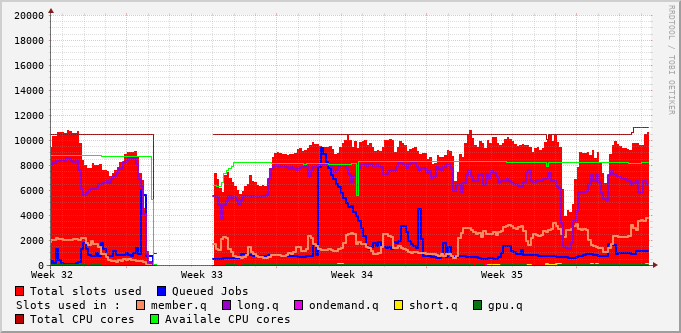 20000
18000
16000
14000
12000
10000
8000
6000
4000
2000
0
Week 32 Week 33 Week 34 Week 35
Total slots used Queued Jobs
Slots used in : member.q long.q ondemand.q short.q gpu.q
Total CPU cores Availale CPU cores
RRDTOOL / TOBI OETIKER